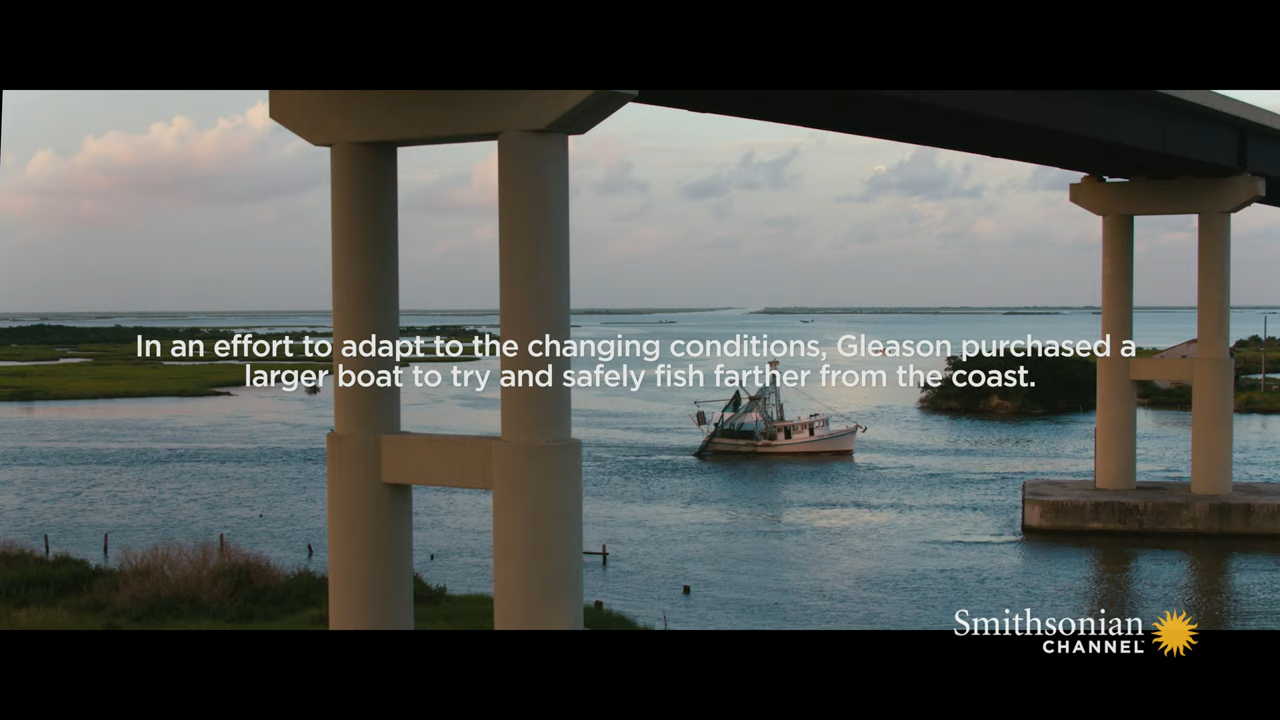 In an effort to adapt to the changing conditions, Gleason purchased a
larger boat to try and safely fish farther from the coast.
Smithsonian
CHANNEL